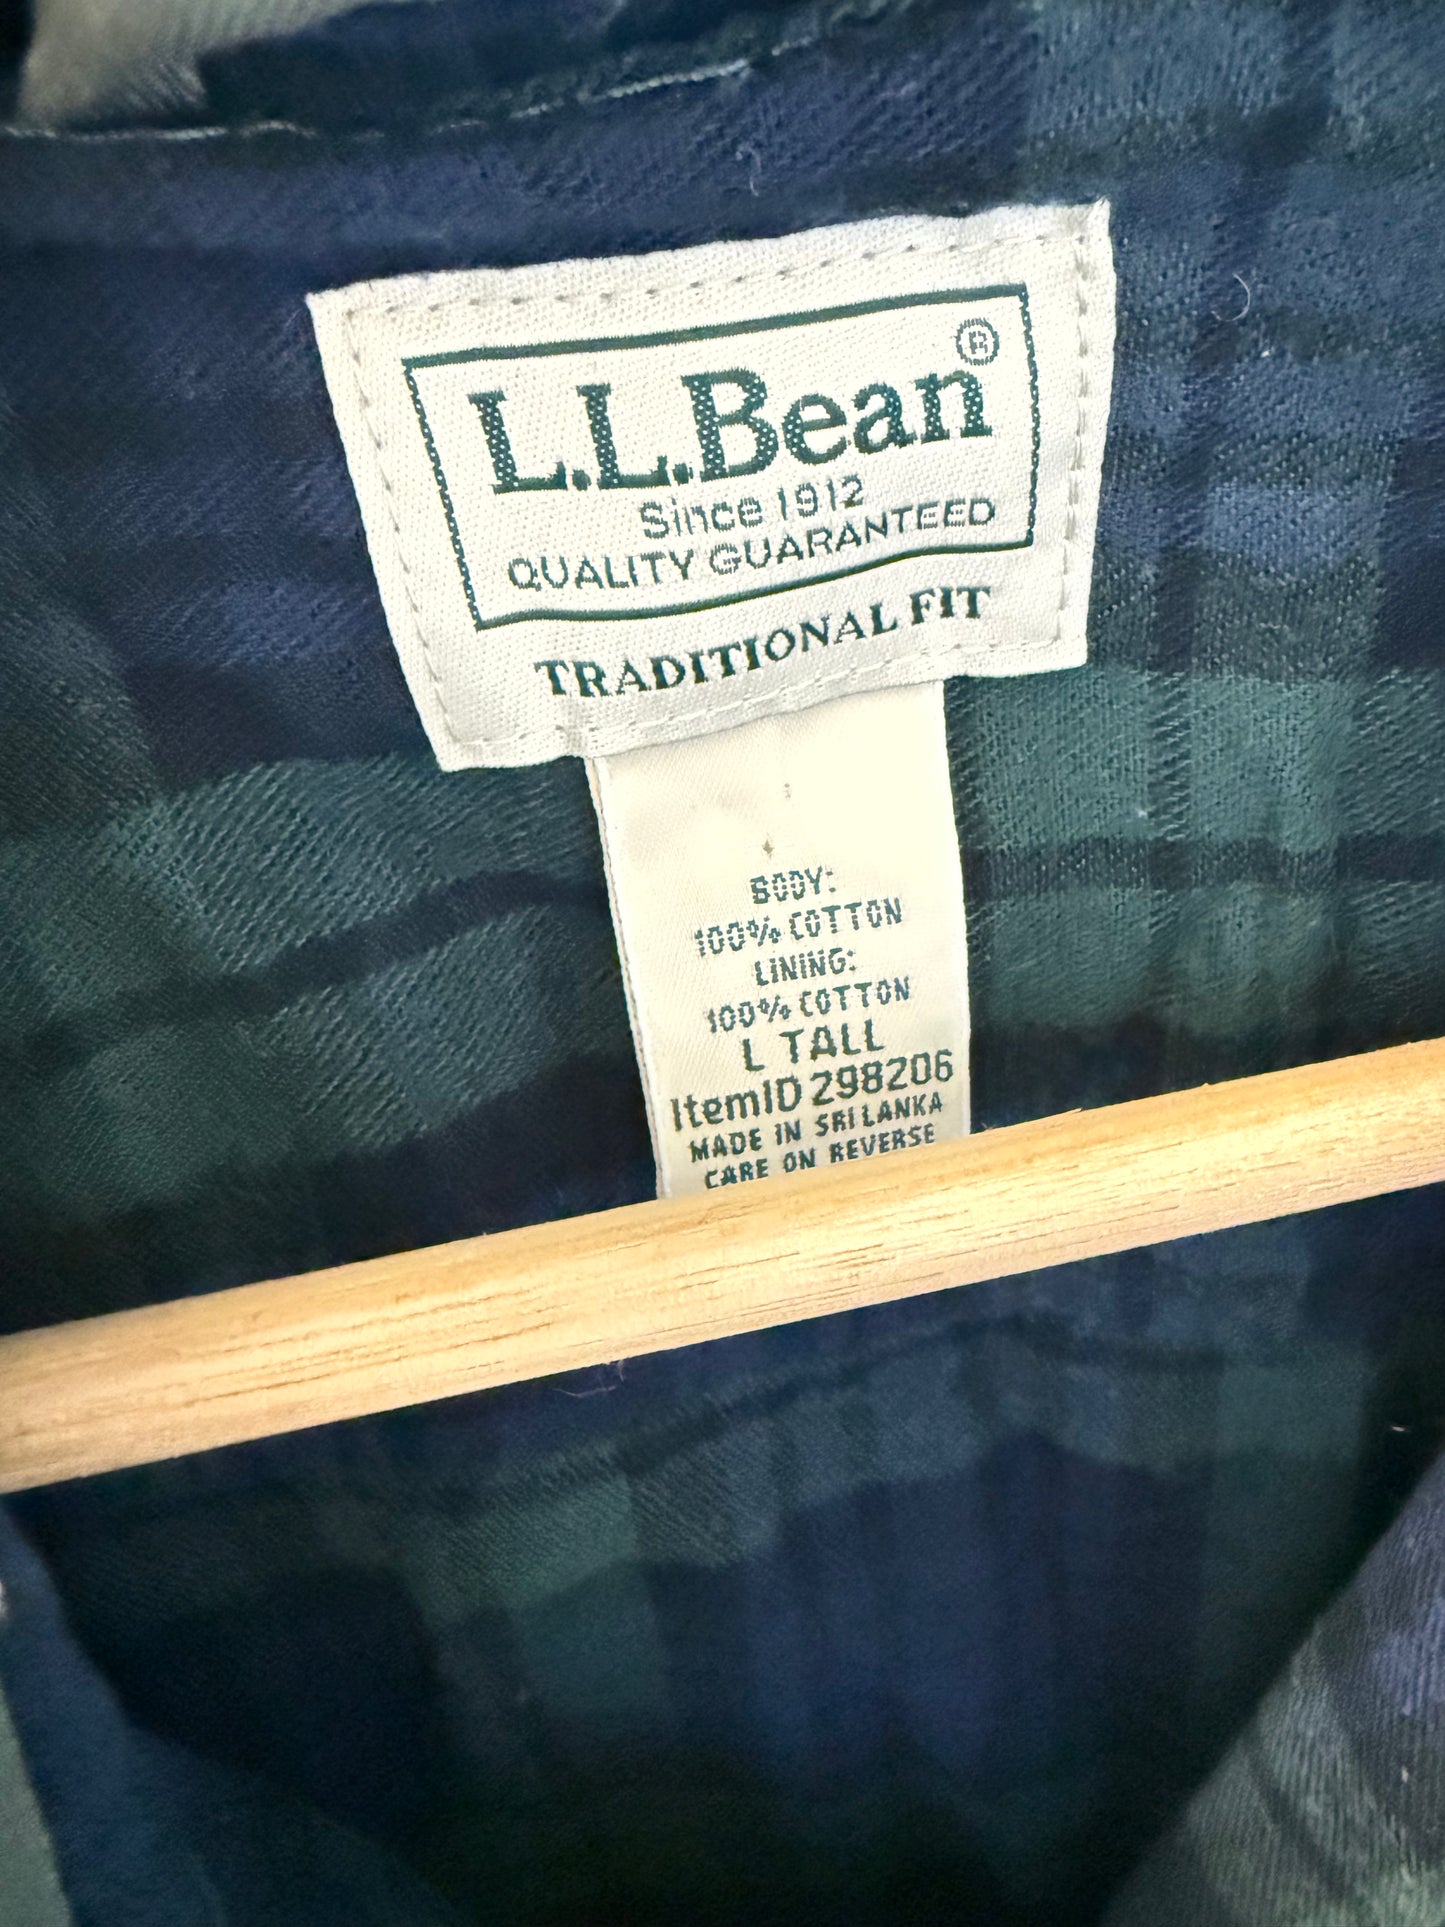 L.L.Bean®
Since 1912
QUALITY GUARANTEED
TRADITIONAL FIT
BODY:
100% COTTON
LINING:
100% COTTON
L TALL
ItemID 298206
MADE IN SRI LANKA
CARE ON REVERSE